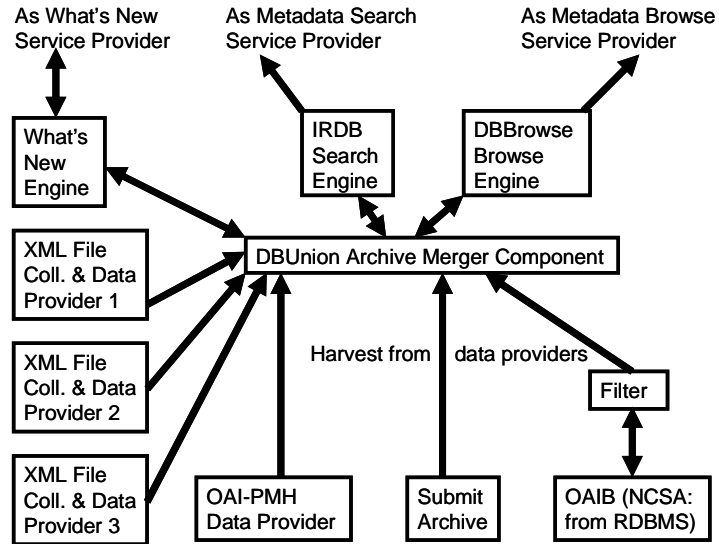 As What's New
Service Provider
As Metadata Search
Service Provider
As Metadata Browse
Service Provider
What's
New
Engine
IRDB
Search
Engine
DBBrowse
Browse
Engine
XML File
Coll. & Data
Provider 1
DBUnion Archive Merger Component
XML File
Coll. & Data
Provider 2
Harvest from data providers
Filter
XML File
Coll. & Data
Provider 3
OAI-PMH
Data Provider
Submit
Archive
OAIB (NCSA:
from RDBMS)